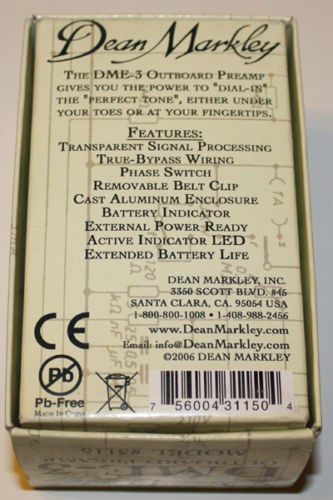 Dean Markley
THE DME-3 OUTBOARD PREAMP
GIVES YOU THE POWER TO "DIAL-IN"
THE "PERFECT TONE", EITHER UNDER
YOUR TOES OR AT YOUR FINGERTIPS.
FEATURES:
TRANSPARENT SIGNAL PROCESSING
TRUE-BYPASS WIRING
PHASE SWITCH
REMOVABLE BELT CLIP
CAST ALUMINUM ENCLOSURE
BATTERY INDICATOR
EXTERNAL POWER READY
ACTIVE INDICATOR LED
EXTENDED BATTERY LIFE
DEAN MARKLEY, INC.
3350 SCOTT BLVD. #45
SANTA CLARA, CA. 95054 USA
1-800-800-1008 • 1-408-988-2456
www.DeanMarkley.com
Email: info@DeanMarkley.com
©2006 DEAN MARKLEY
CE
Pb
Pb-Free
MADE IN CHINA
7 56004 31150 4
OUTBOARD PREAMP